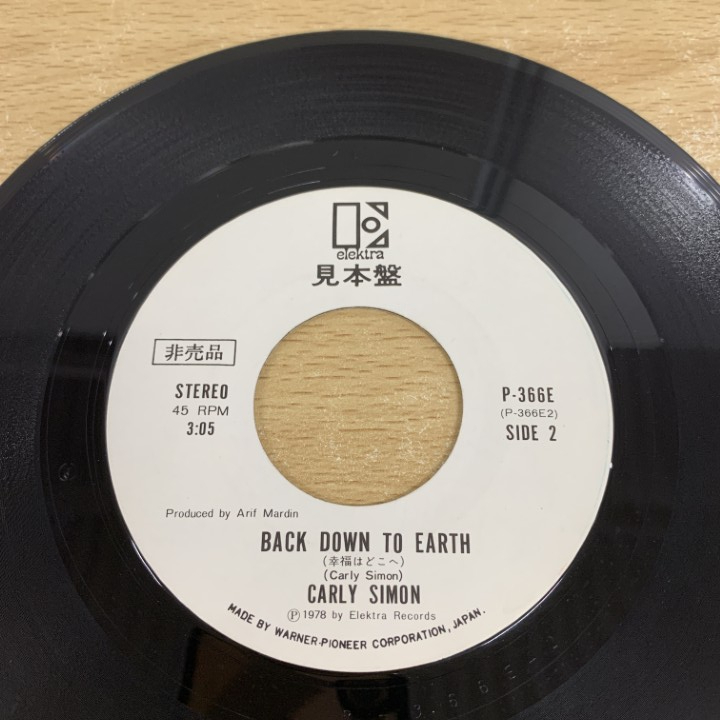 elektra
見本盤
非売品
STEREO
45 RPM
3:05
P-366E
(P-366E2)
SIDE 2
Produced by Arif Mardin
BACK DOWN TO EARTH
(幸福はどこへ)
(Carly Simon)
CARLY SIMON
Ⓟ1978 by Elektra Records
MADE BY WARNER-PIONEER CORPORATION, JAPAN.